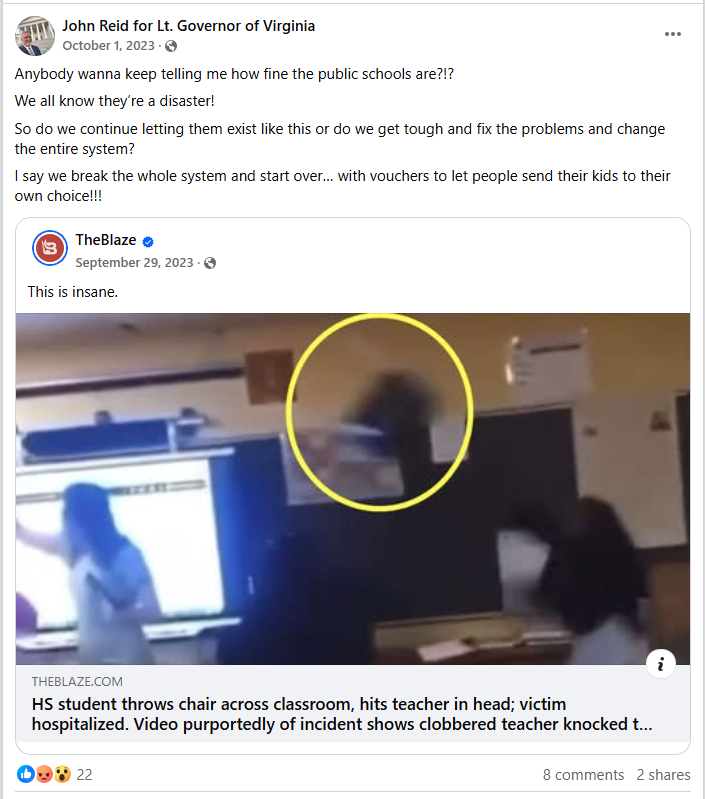 John Reid for Lt. Governor of Virginia
October 1, 2023 ·
Anybody wanna keep telling me how fine the public schools are?!?
We all know they're a disaster!
So do we continue letting them exist like this or do we get tough and fix the problems and change
the entire system?
I say we break the whole system and start over... with vouchers to let people send their kids to their
own choice!!!
TheBlaze
September 29, 2023 ·
This is insane.
THEBLAZE.COM
HS student throws chair across classroom, hits teacher in head; victim
hospitalized. Video purportedly of incident shows clobbered teacher knocked t...
22
8 comments 2 shares